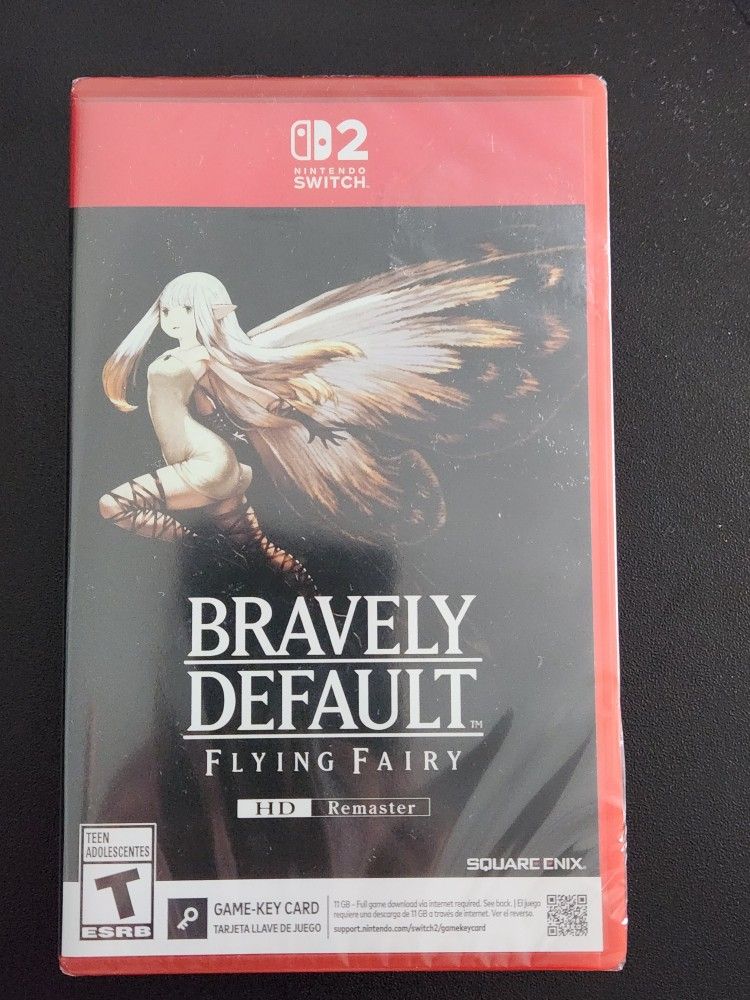 2
NINTENDO
SWITCH™
BRAVELY
DEFAULT™
FLYING FAIRY
HD Remaster
SQUARE ENIX®
TEEN
ADOLESCENTES
T
ESRB
GAME-KEY CARD
TARJETA LLAVE DE JUEGO
11 GB – Full game download via internet required. See back. | El juego
requiere una descarga de 11 GB a través de internet. Ver el reverso.
support.nintendo.com/switch2/gamekeycard